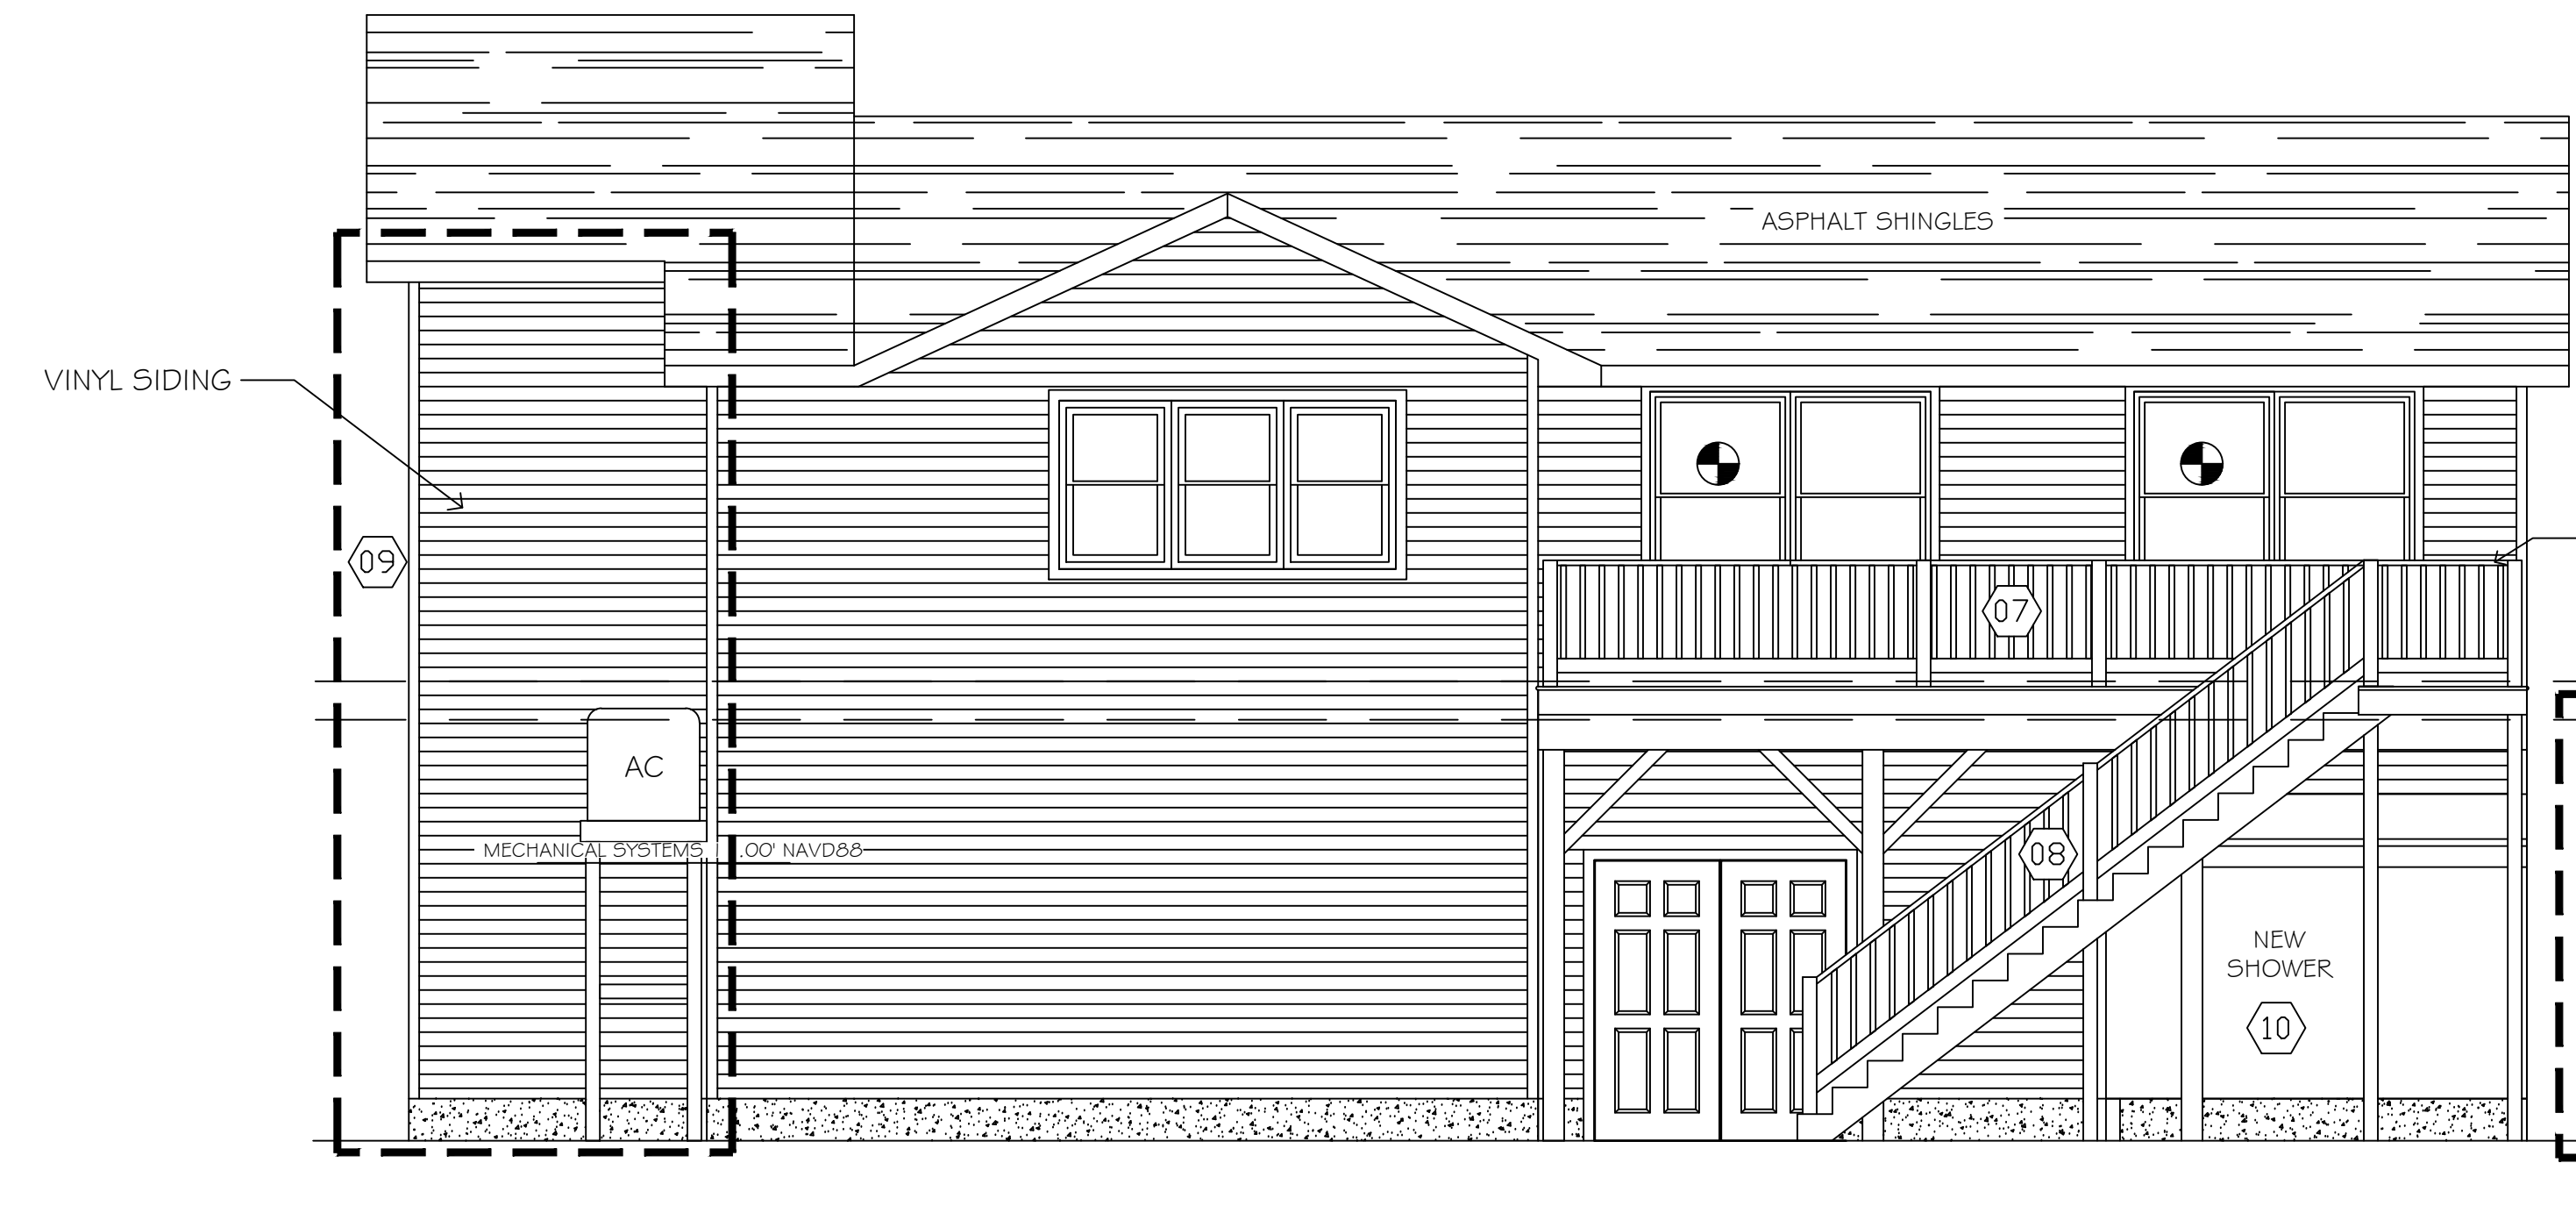 ASPHALT SHINGLES
VINYL SIDING
09
07
AC
MECHANICAL SYSTEMS .00' NAVD88
08
NEW
SHOWER
10